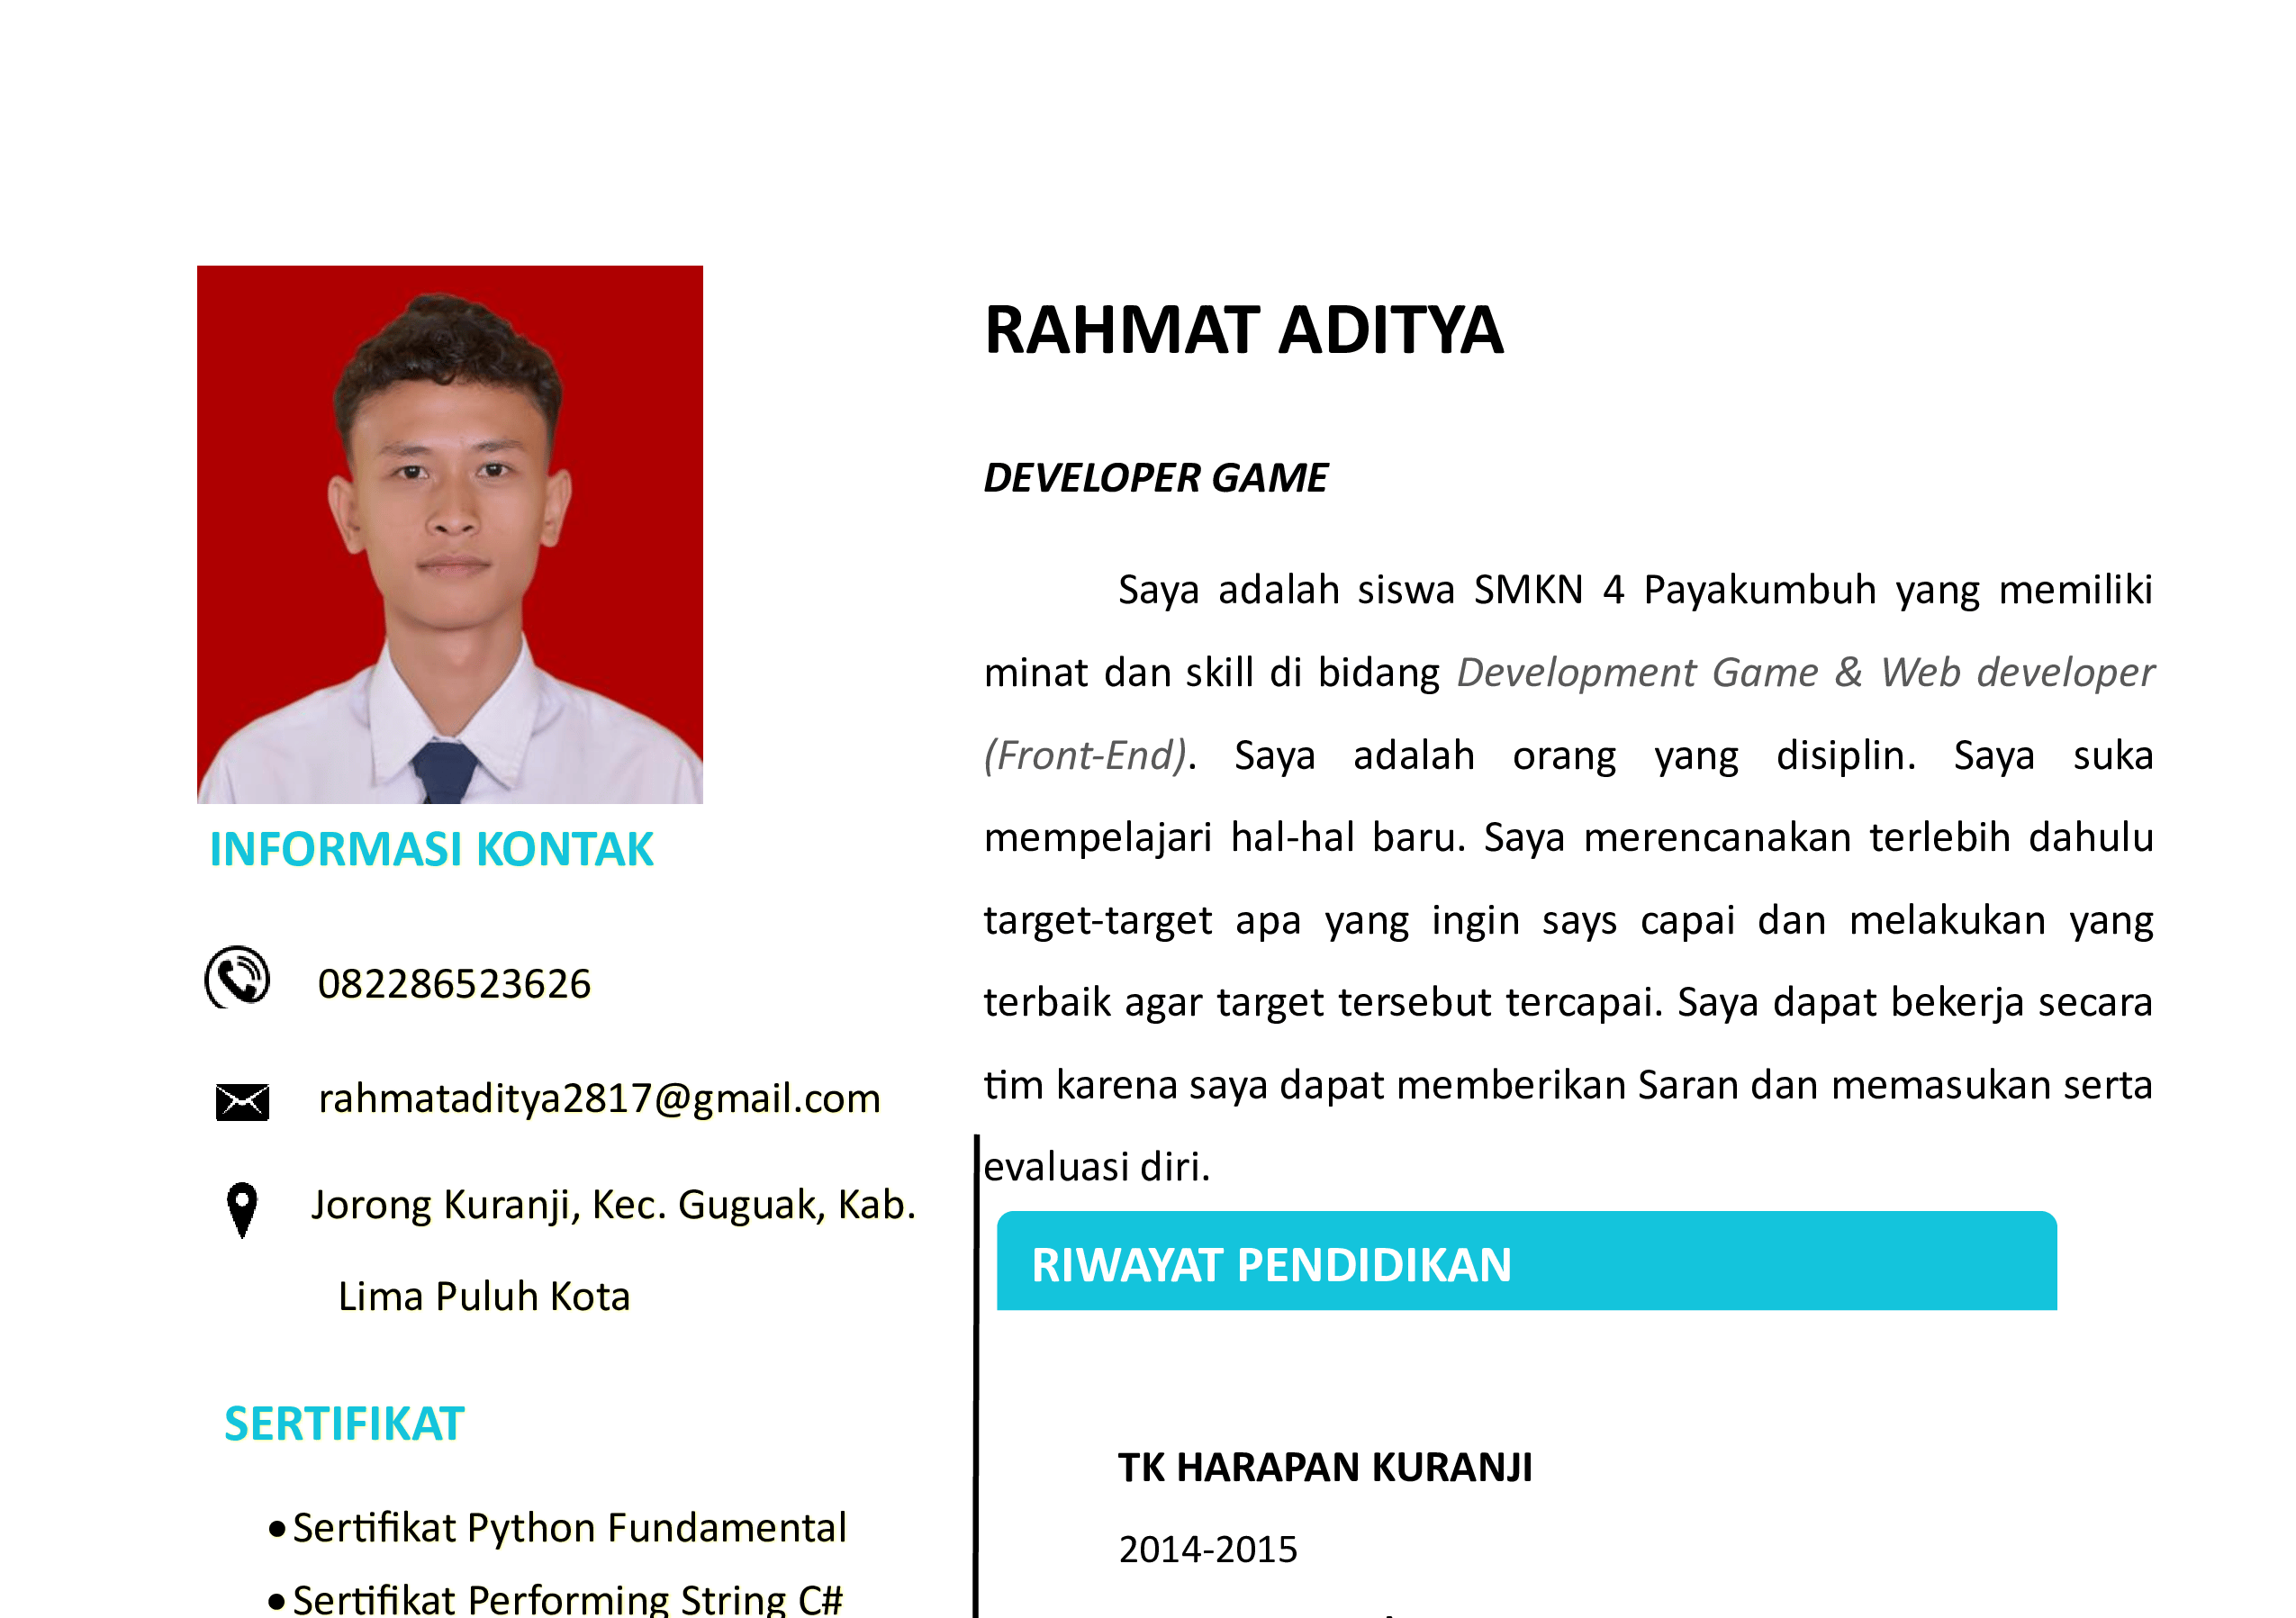 RAHMAT ADITYA
DEVELOPER GAME
Saya adalah siswa SMKN 4 Payakumbuh yang memiliki
minat dan skill di bidang Development Game & Web developer
(Front-End). Saya adalah orang yang disiplin. Saya suka
mempelajari hal-hal baru. Saya merencanakan terlebih dahulu
target-target apa yang ingin says capai dan melakukan yang
terbaik agar target tersebut tercapai. Saya dapat bekerja secara
tim karena saya dapat memberikan Saran dan memasukan serta
evaluasi diri.
INFORMASI KONTAK
082286523626
rahmataditya2817@gmail.com
Jorong Kuranji, Kec. Guguak, Kab.
Lima Puluh Kota
SERTIFIKAT
•Sertifikat Python Fundamental
•Sertifikat Performing String C#
RIWAYAT PENDIDIKAN
TK HARAPAN KURANJI
2014-2015